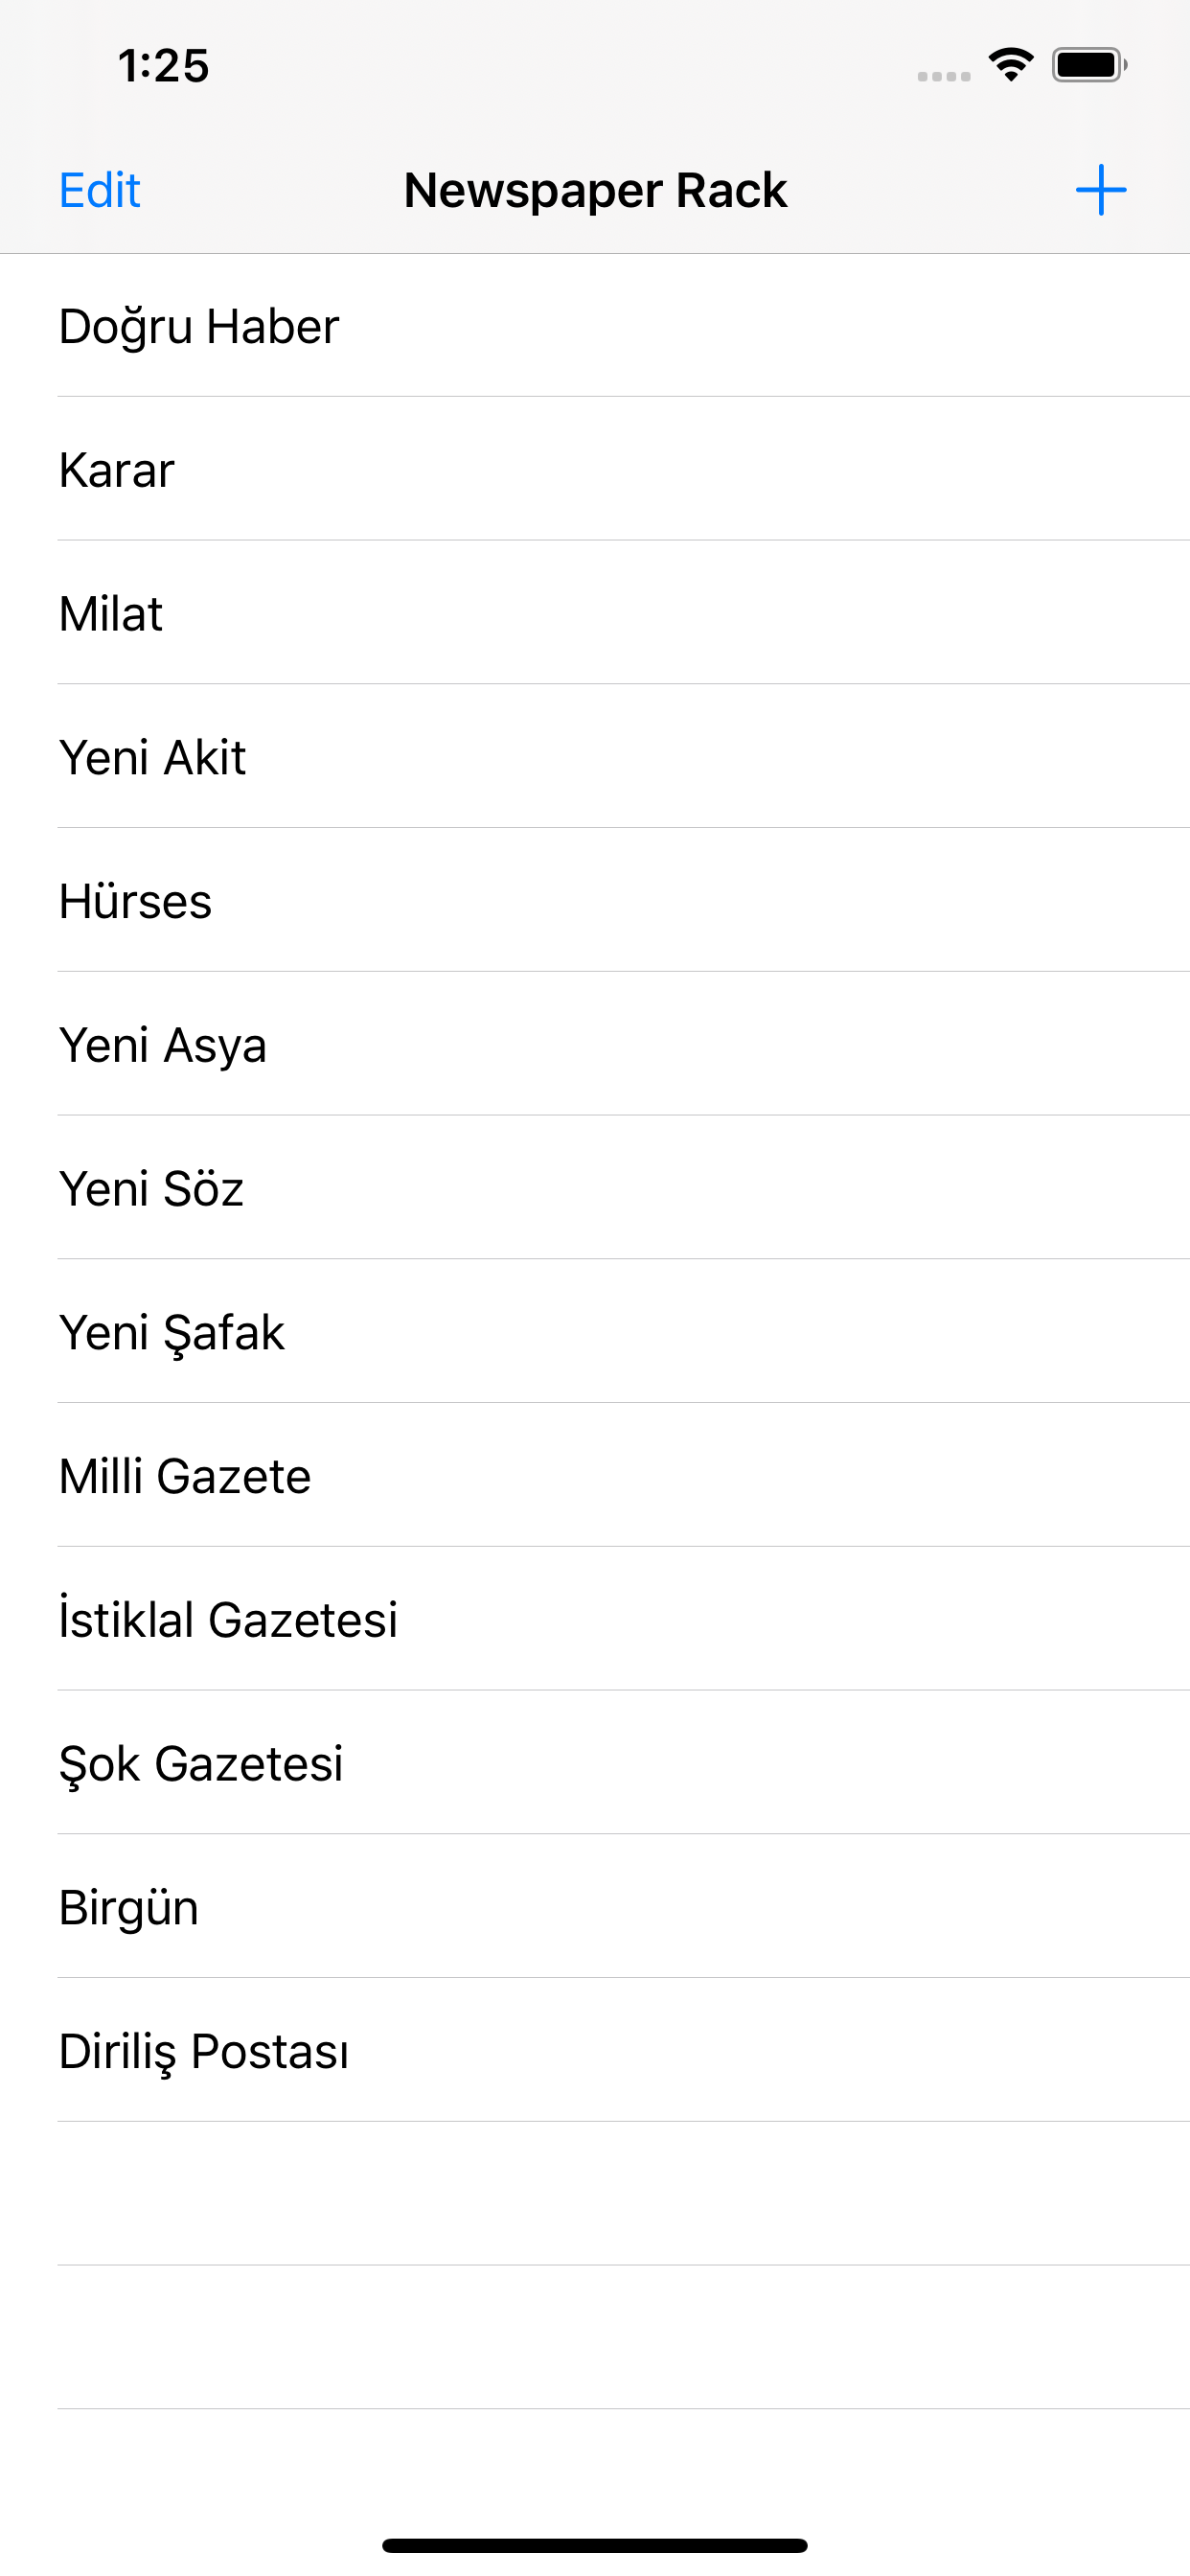 1:25
Edit
Newspaper Rack
Doğru Haber
Karar
Milat
Yeni Akit
Hürses
Yeni Asya
Yeni Söz
Yeni Şafak
Milli Gazete
İstiklal Gazetesi
Şok Gazetesi
Birgün
Diriliş Postası